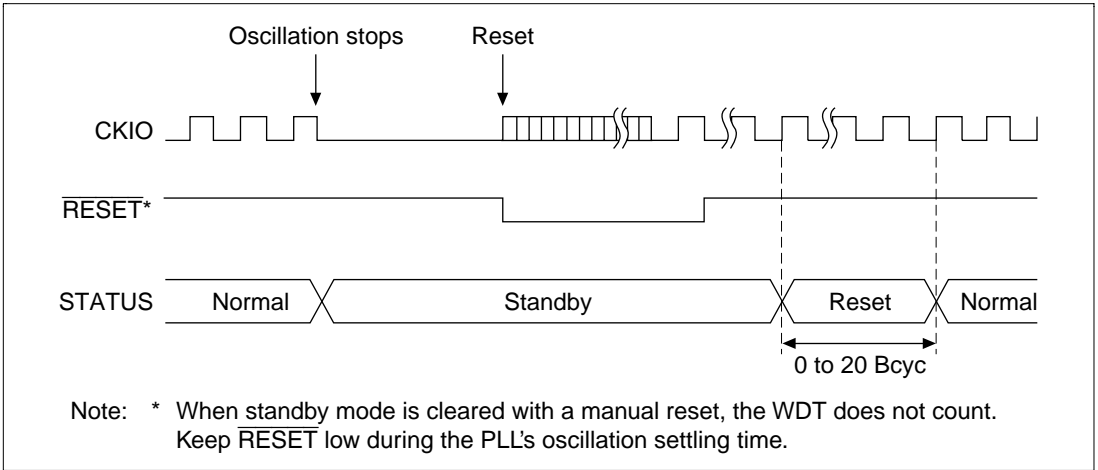 Oscillation stops Reset
CKIO
RESET*
STATUS Normal Standby Reset Normal
0 to 20 Bcyc
Note: * When standby mode is cleared with a manual reset, the WDT does not count.
Keep RESET low during the PLL's oscillation settling time.